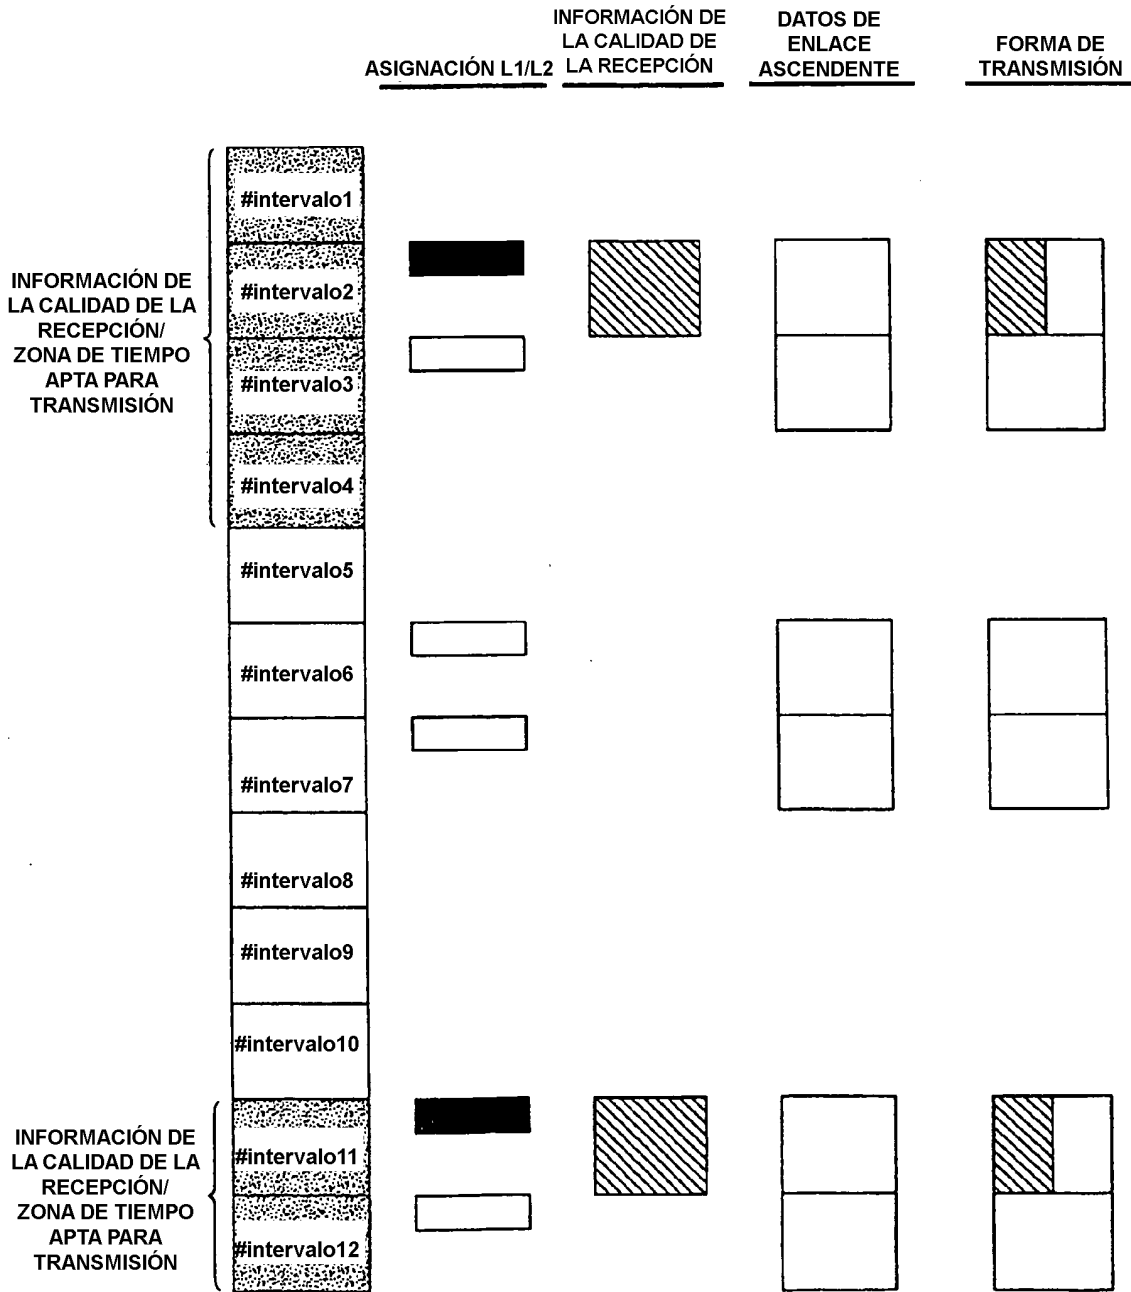 ASIGNACIÓN L1/L2
INFORMACIÓN DE
LA CALIDAD DE
LA RECEPCIÓN
DATOS DE
ENLACE
ASCENDENTE
FORMA DE
TRANSMISIÓN
INFORMACIÓN DE
LA CALIDAD DE LA
RECEPCIÓN/
ZONA DE TIEMPO
APTA PARA
TRANSMISIÓN
#intervalo1
#intervalo2
#intervalo3
#intervalo4
#intervalo5
#intervalo6
#intervalo7
#intervalo8
#intervalo9
#intervalo10
INFORMACIÓN DE
LA CALIDAD DE LA
RECEPCIÓN/
ZONA DE TIEMPO
APTA PARA
TRANSMISIÓN
#intervalo11
#intervalo12